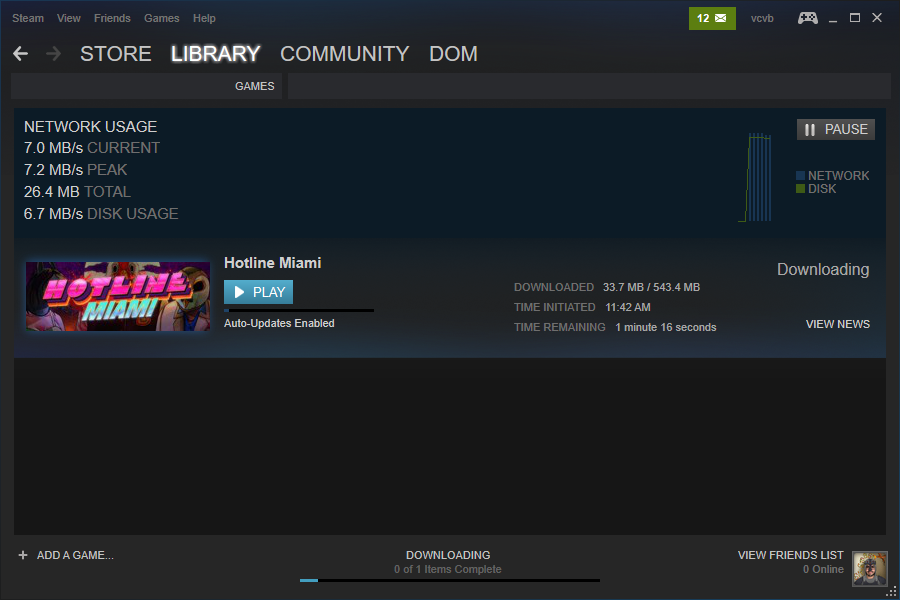 Steam View Friends Games Help 12 vcvb
STORE LIBRARY COMMUNITY DOM
GAMES
NETWORK USAGE
7.0 MB/s CURRENT
7.2 MB/s PEAK
26.4 MB TOTAL
6.7 MB/s DISK USAGE
PAUSE
NETWORK
DISK
HOTLINE
MIAMI
Hotline Miami
PLAY
Auto-Updates Enabled
DOWNLOADED 33.7 MB / 543.4 MB
TIME INITIATED 11:42 AM
TIME REMAINING 1 minute 16 seconds
Downloading
VIEW NEWS
+ ADD A GAME...
DOWNLOADING
0 of 1 Items Complete
VIEW FRIENDS LIST
0 Online